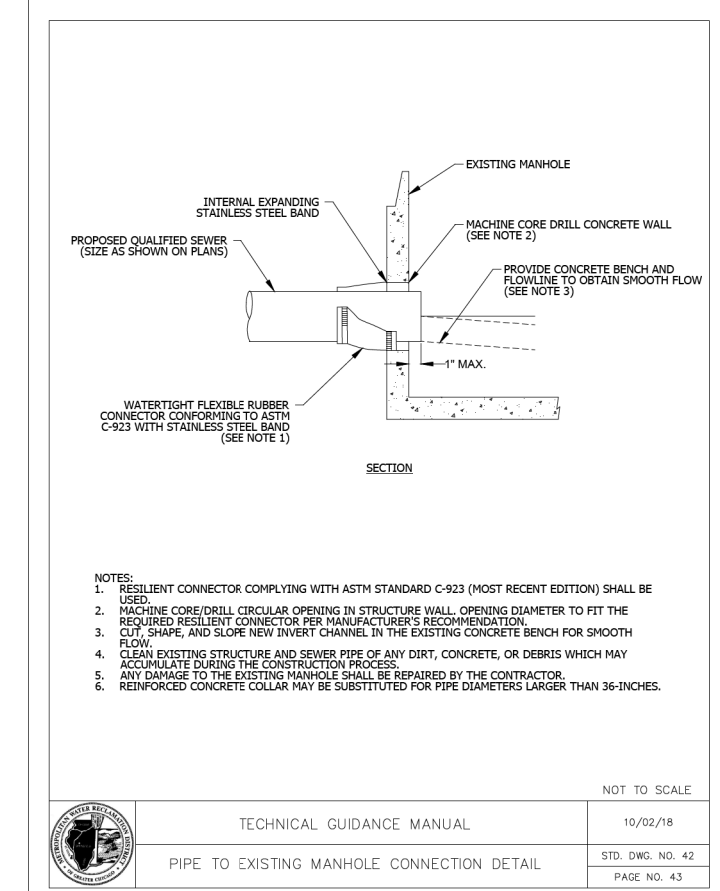 EXISTING MANHOLE
INTERNAL EXPANDING
STAINLESS STEEL BAND
MACHINE CORE DRILL CONCRETE WALL
(SEE NOTE 2)
PROPOSED QUALIFIED SEWER
(SIZE AS SHOWN ON PLANS)
PROVIDE CONCRETE BENCH AND
FLOWLINE TO OBTAIN SMOOTH FLOW
(SEE NOTE 3)
1" MAX.
WATERTIGHT FLEXIBLE RUBBER
CONNECTOR CONFORMING TO ASTM
C-923 WITH STAINLESS STEEL BAND
(SEE NOTE 1)
SECTION
NOTES:
1. RESILIENT CONNECTOR COMPLYING WITH ASTM STANDARD C-923 (MOST RECENT EDITION) SHALL BE
USED.
2. MACHINE CORE/DRILL CIRCULAR OPENING IN STRUCTURE WALL. OPENING DIAMETER TO FIT THE
REQUIRED RESILIENT CONNECTOR PER MANUFACTURER'S RECOMMENDATION.
3. CUT, SHAPE, AND SLOPE NEW INVERT CHANNEL IN THE EXISTING CONCRETE BENCH FOR SMOOTH
FLOW.
4. CLEAN EXISTING STRUCTURE AND SEWER PIPE OF ANY DIRT, CONCRETE, OR DEBRIS WHICH MAY
ACCUMULATE DURING THE CONSTRUCTION PROCESS.
5. ANY DAMAGE TO THE EXISTING MANHOLE SHALL BE REPAIRED BY THE CONTRACTOR.
6. REINFORCED CONCRETE COLLAR MAY BE SUBSTITUTED FOR PIPE DIAMETERS LARGER THAN 36-INCHES.
NOT TO SCALE
METROPOLITAN WATER RECLAMATION DISTRICT
OF GREATER CHICAGO
TECHNICAL GUIDANCE MANUAL
10/02/18
PIPE TO EXISTING MANHOLE CONNECTION DETAIL
STD. DWG. NO. 42
PAGE NO. 43